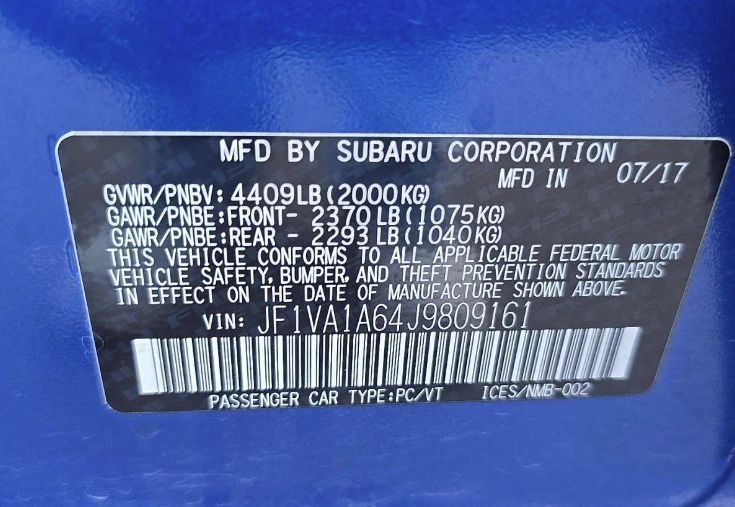 MFD BY SUBARU CORPORATION
MFD IN 07/17
GVWR/PNBV: 4409LB(2000KG)
GAWR/PNBE:FRONT- 2370LB(1075KG)
GAWR/PNBE:REAR - 2293LB(1040KG)
THIS VEHICLE CONFORMS TO ALL APPLICABLE FEDERAL MOTOR
VEHICLE SAFETY, BUMPER, AND THEFT PREVENTION STANDARDS
IN EFFECT ON THE DATE OF MANUFACTURE SHOWN ABOVE.
VIN: JF1VA1A64J9809161
PASSENGER CAR TYPE:PC/VT ICES/NMB-002